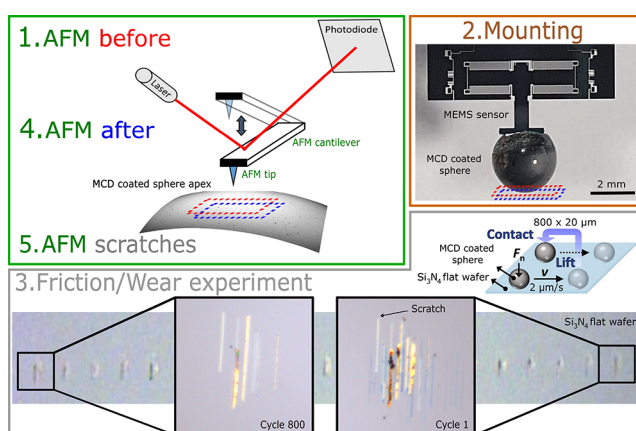 1.AFM before
Photodiode
Laser
4.AFM after
AFM cantilever
AFM tip
MCD coated sphere apex
5.AFM scratches
2.Mounting
MEMS sensor
MCD coated
sphere
2 mm
800 x 20 µm
Contact
MCD coated
sphere
Fn
Lift
Si3N4 flat wafer
v
2 µm/s
3.Friction/Wear experiment
Scratch
Si3N4 flat wafer
Cycle 800
Cycle 1